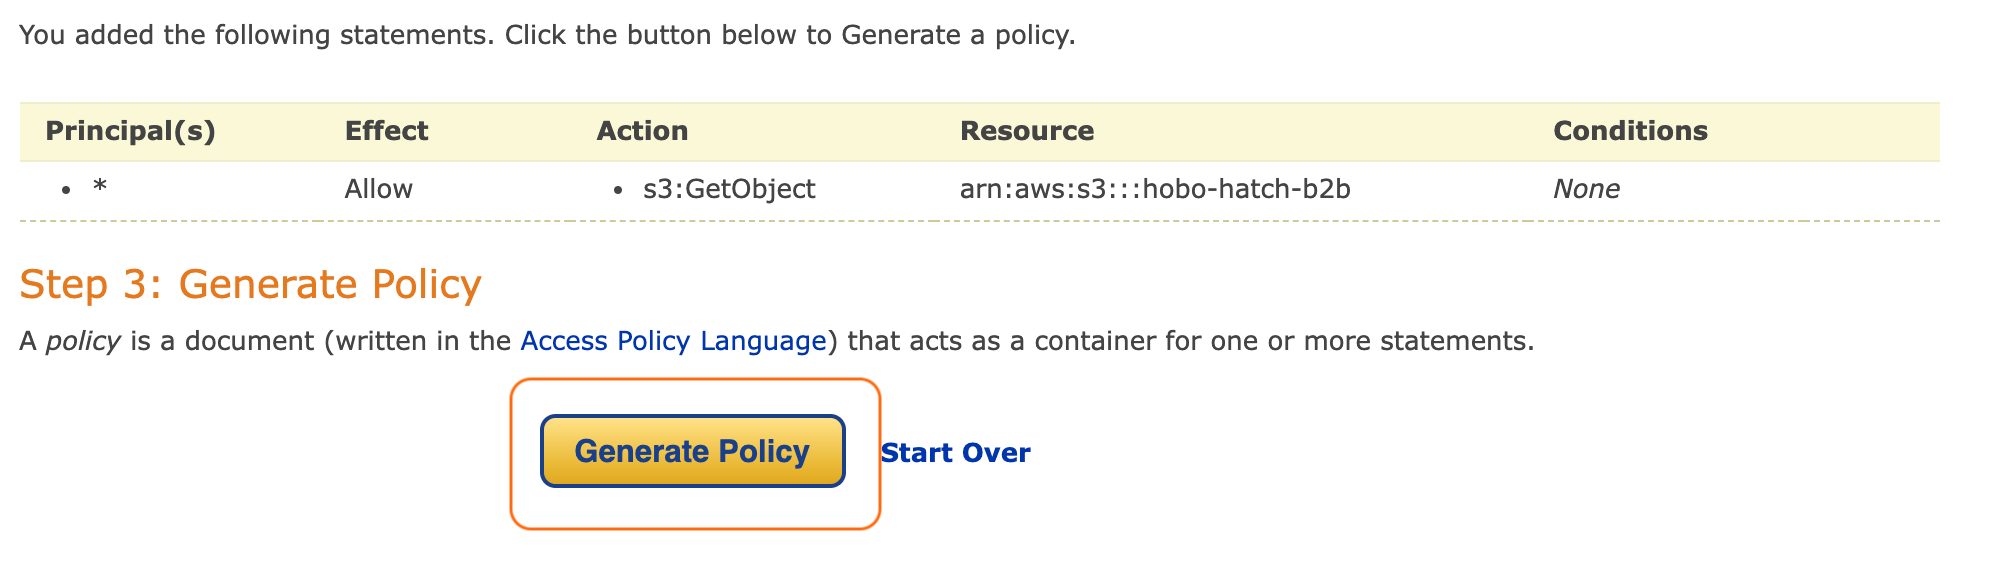 You added the following statements. Click the button below to Generate a policy.
Principal(s) Effect Action Resource Conditions
• * Allow • s3:GetObject arn:aws:s3:::hobo-hatch-b2b None
Step 3: Generate Policy
A policy is a document (written in the Access Policy Language) that acts as a container for one or more statements.
Generate Policy Start Over